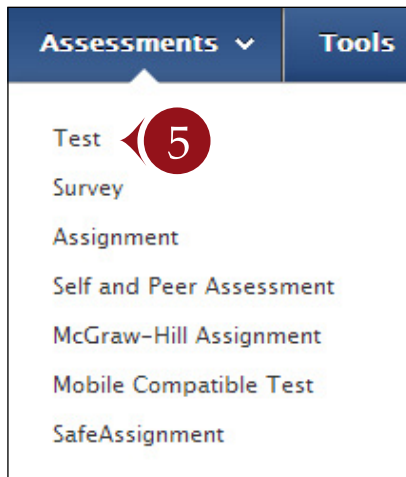 Assessments Tools
Test 5
Survey
Assignment
Self and Peer Assessment
McGraw-Hill Assignment
Mobile Compatible Test
SafeAssignment